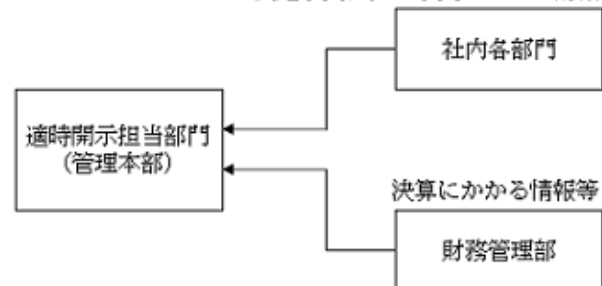 社内各部門
適時開示担当部門
(管理本部)
決算にかかる情報等
財務管理部